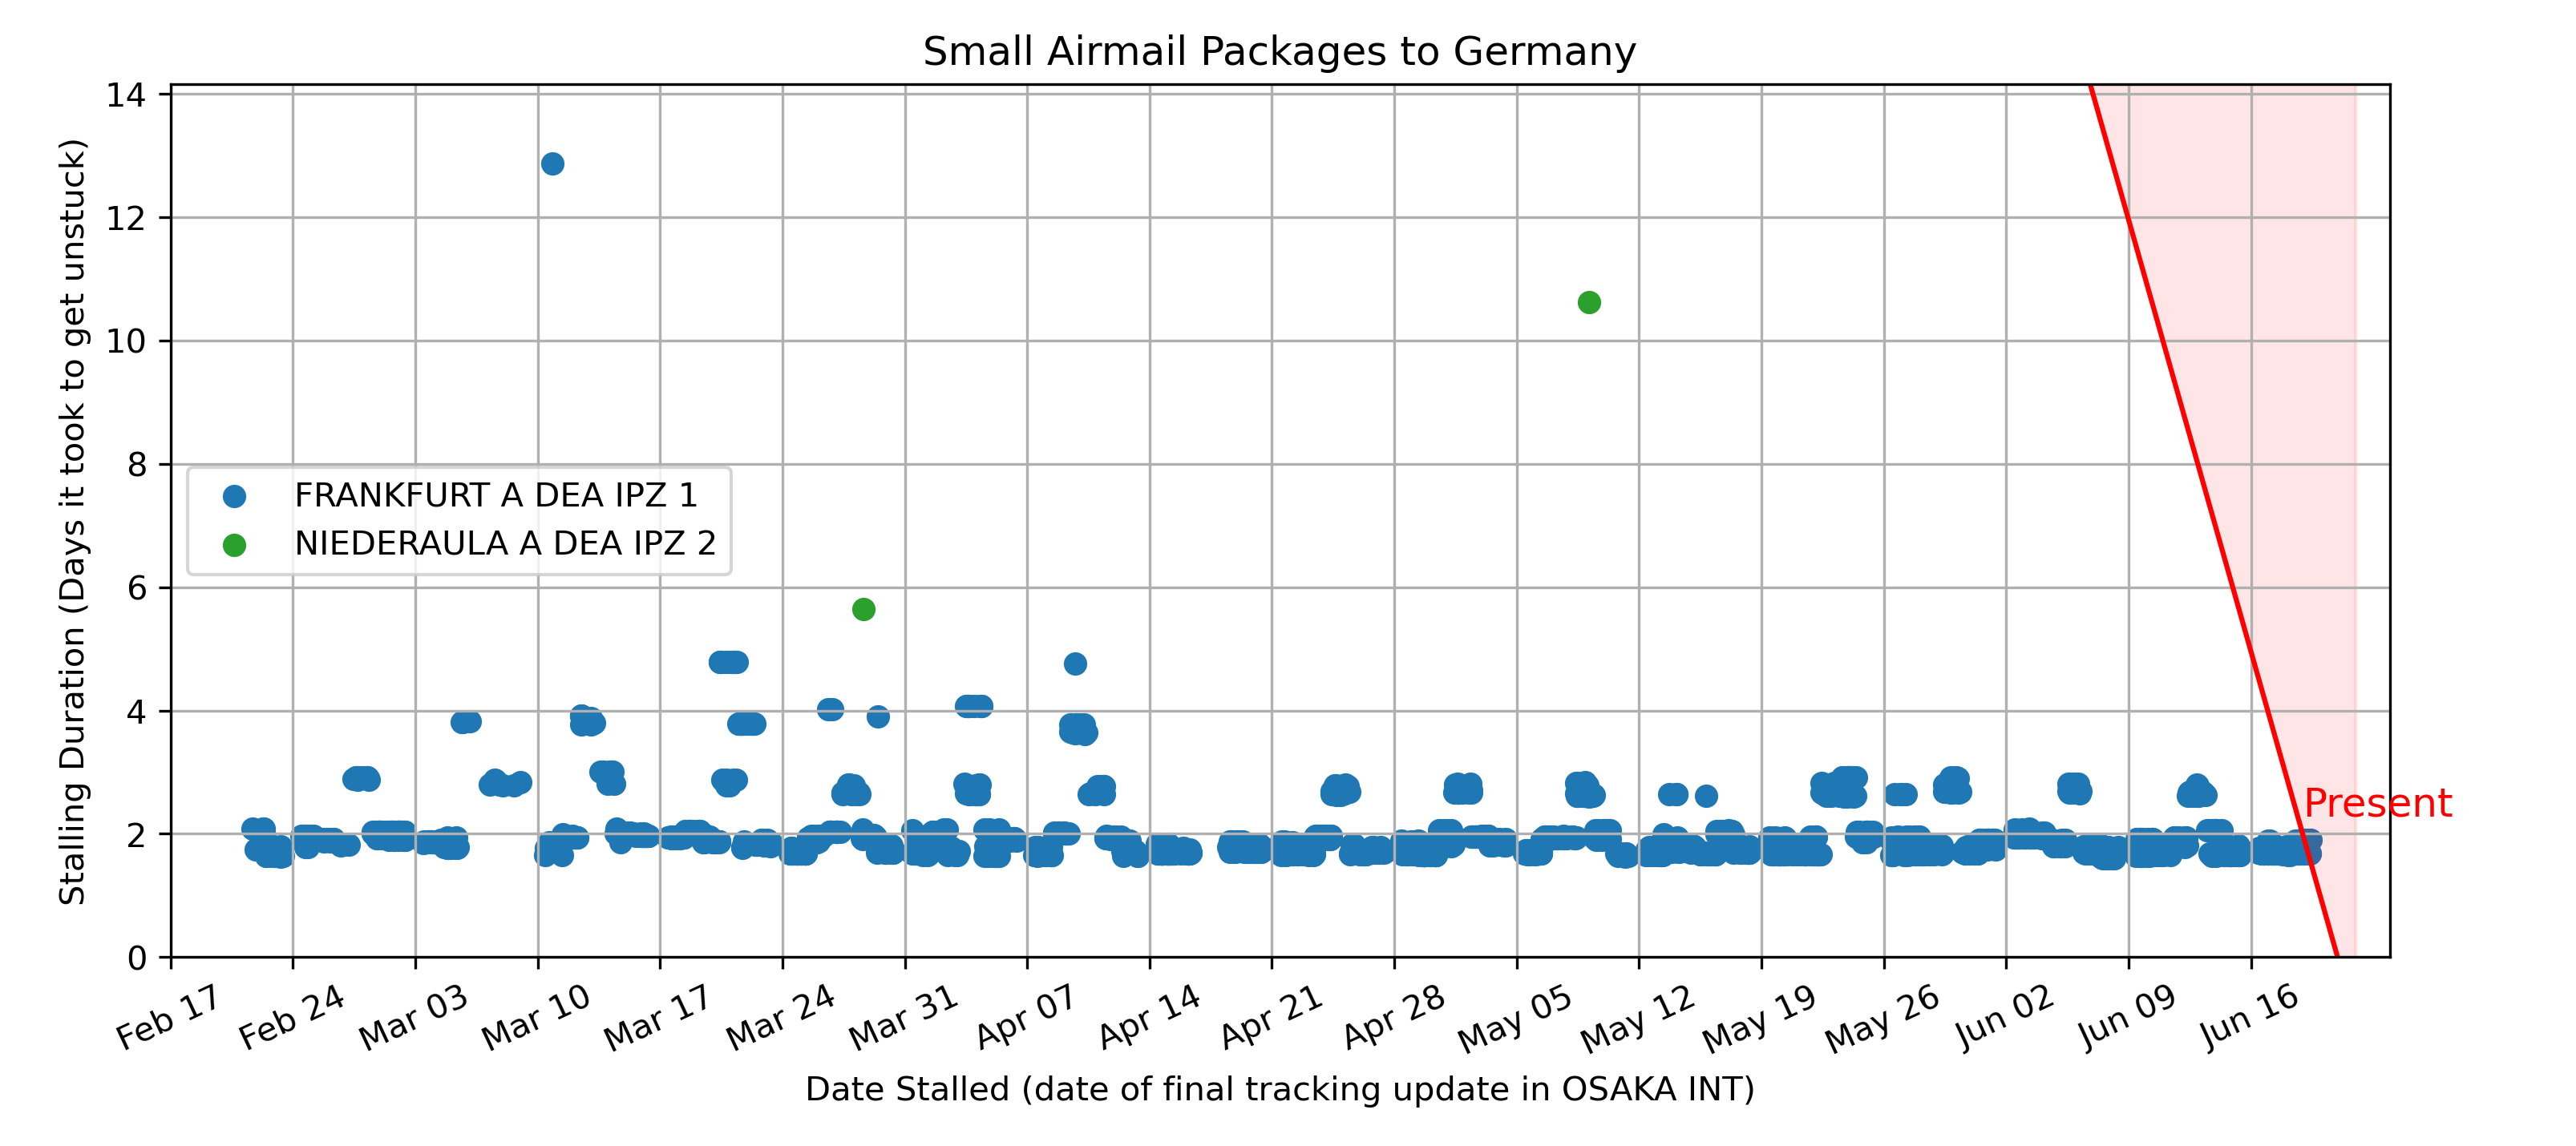 Small Airmail Packages to Germany
Stalling Duration (Days it took to get unstuck)
14
12
10
8
6
4
2
0
FRANKFURT A DEA IPZ 1
NIEDERAULA A DEA IPZ 2
Present
Feb 17
Feb 24
Mar 03
Mar 10
Mar 17
Mar 24
Mar 31
Apr 07
Apr 14
Apr 21
Apr 28
May 05
May 12
May 19
May 26
Jun 02
Jun 09
Jun 16
Date Stalled (date of final tracking update in OSAKA INT)